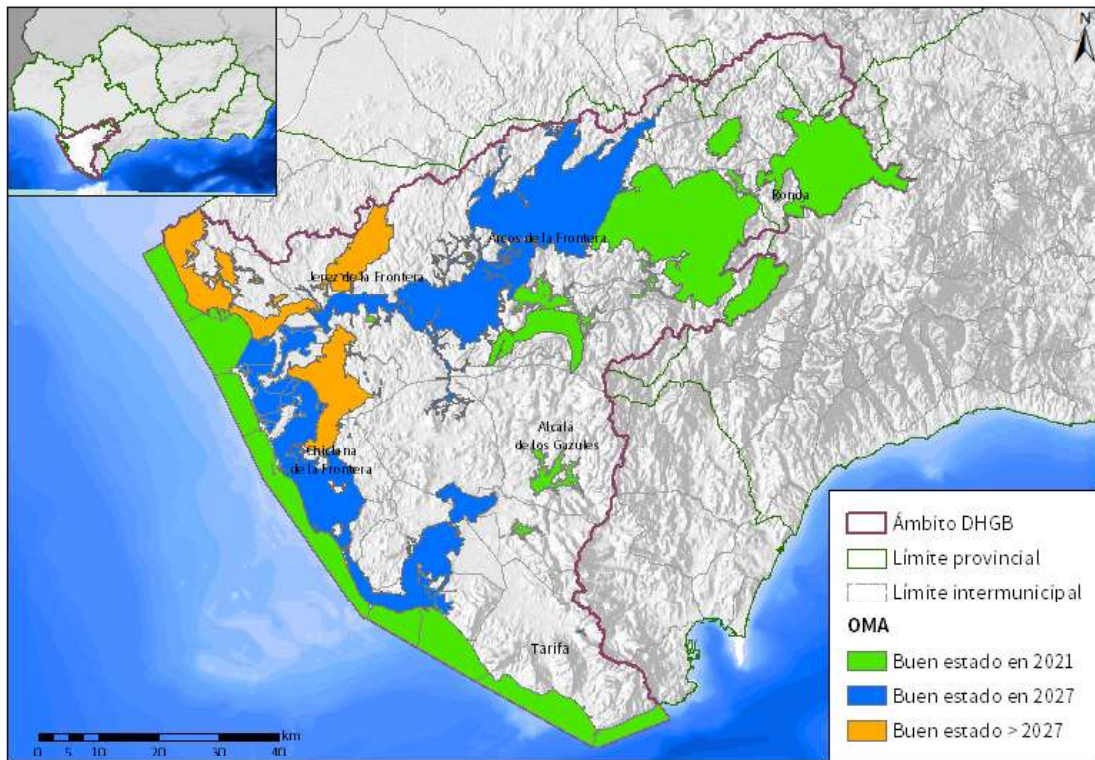 N
Ronda
Arcos de la Frontera
Jerez de la Frontera
Alcalá
de los Gazules
Chiclana
de la Frontera
Tarifa
km
0 5 10 20 30 40
Ámbito DHGB
Límite provincial
Límite intermunicipal
OMA
Buen estado en 2021
Buen estado en 2027
Buen estado > 2027